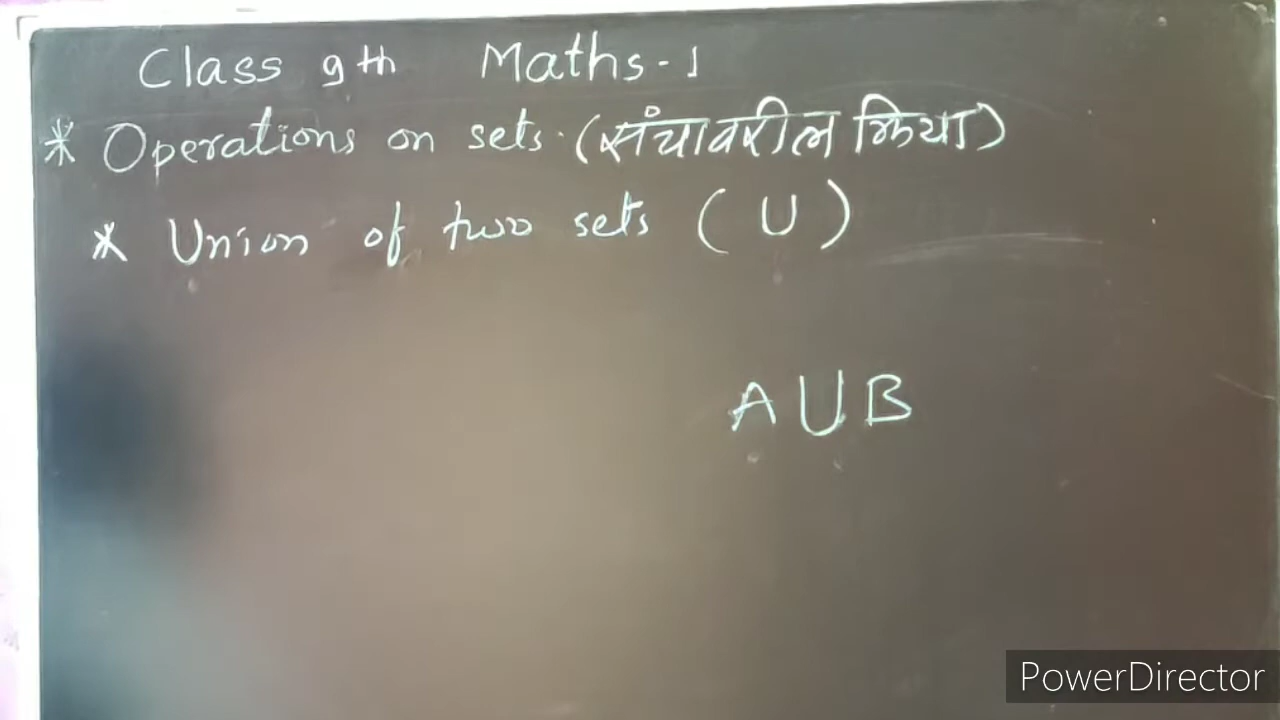 Class 9th Maths-1
* Operations on sets. (संचावरील क्रिया)
* Union of two sets (U)
A U B
PowerDirector